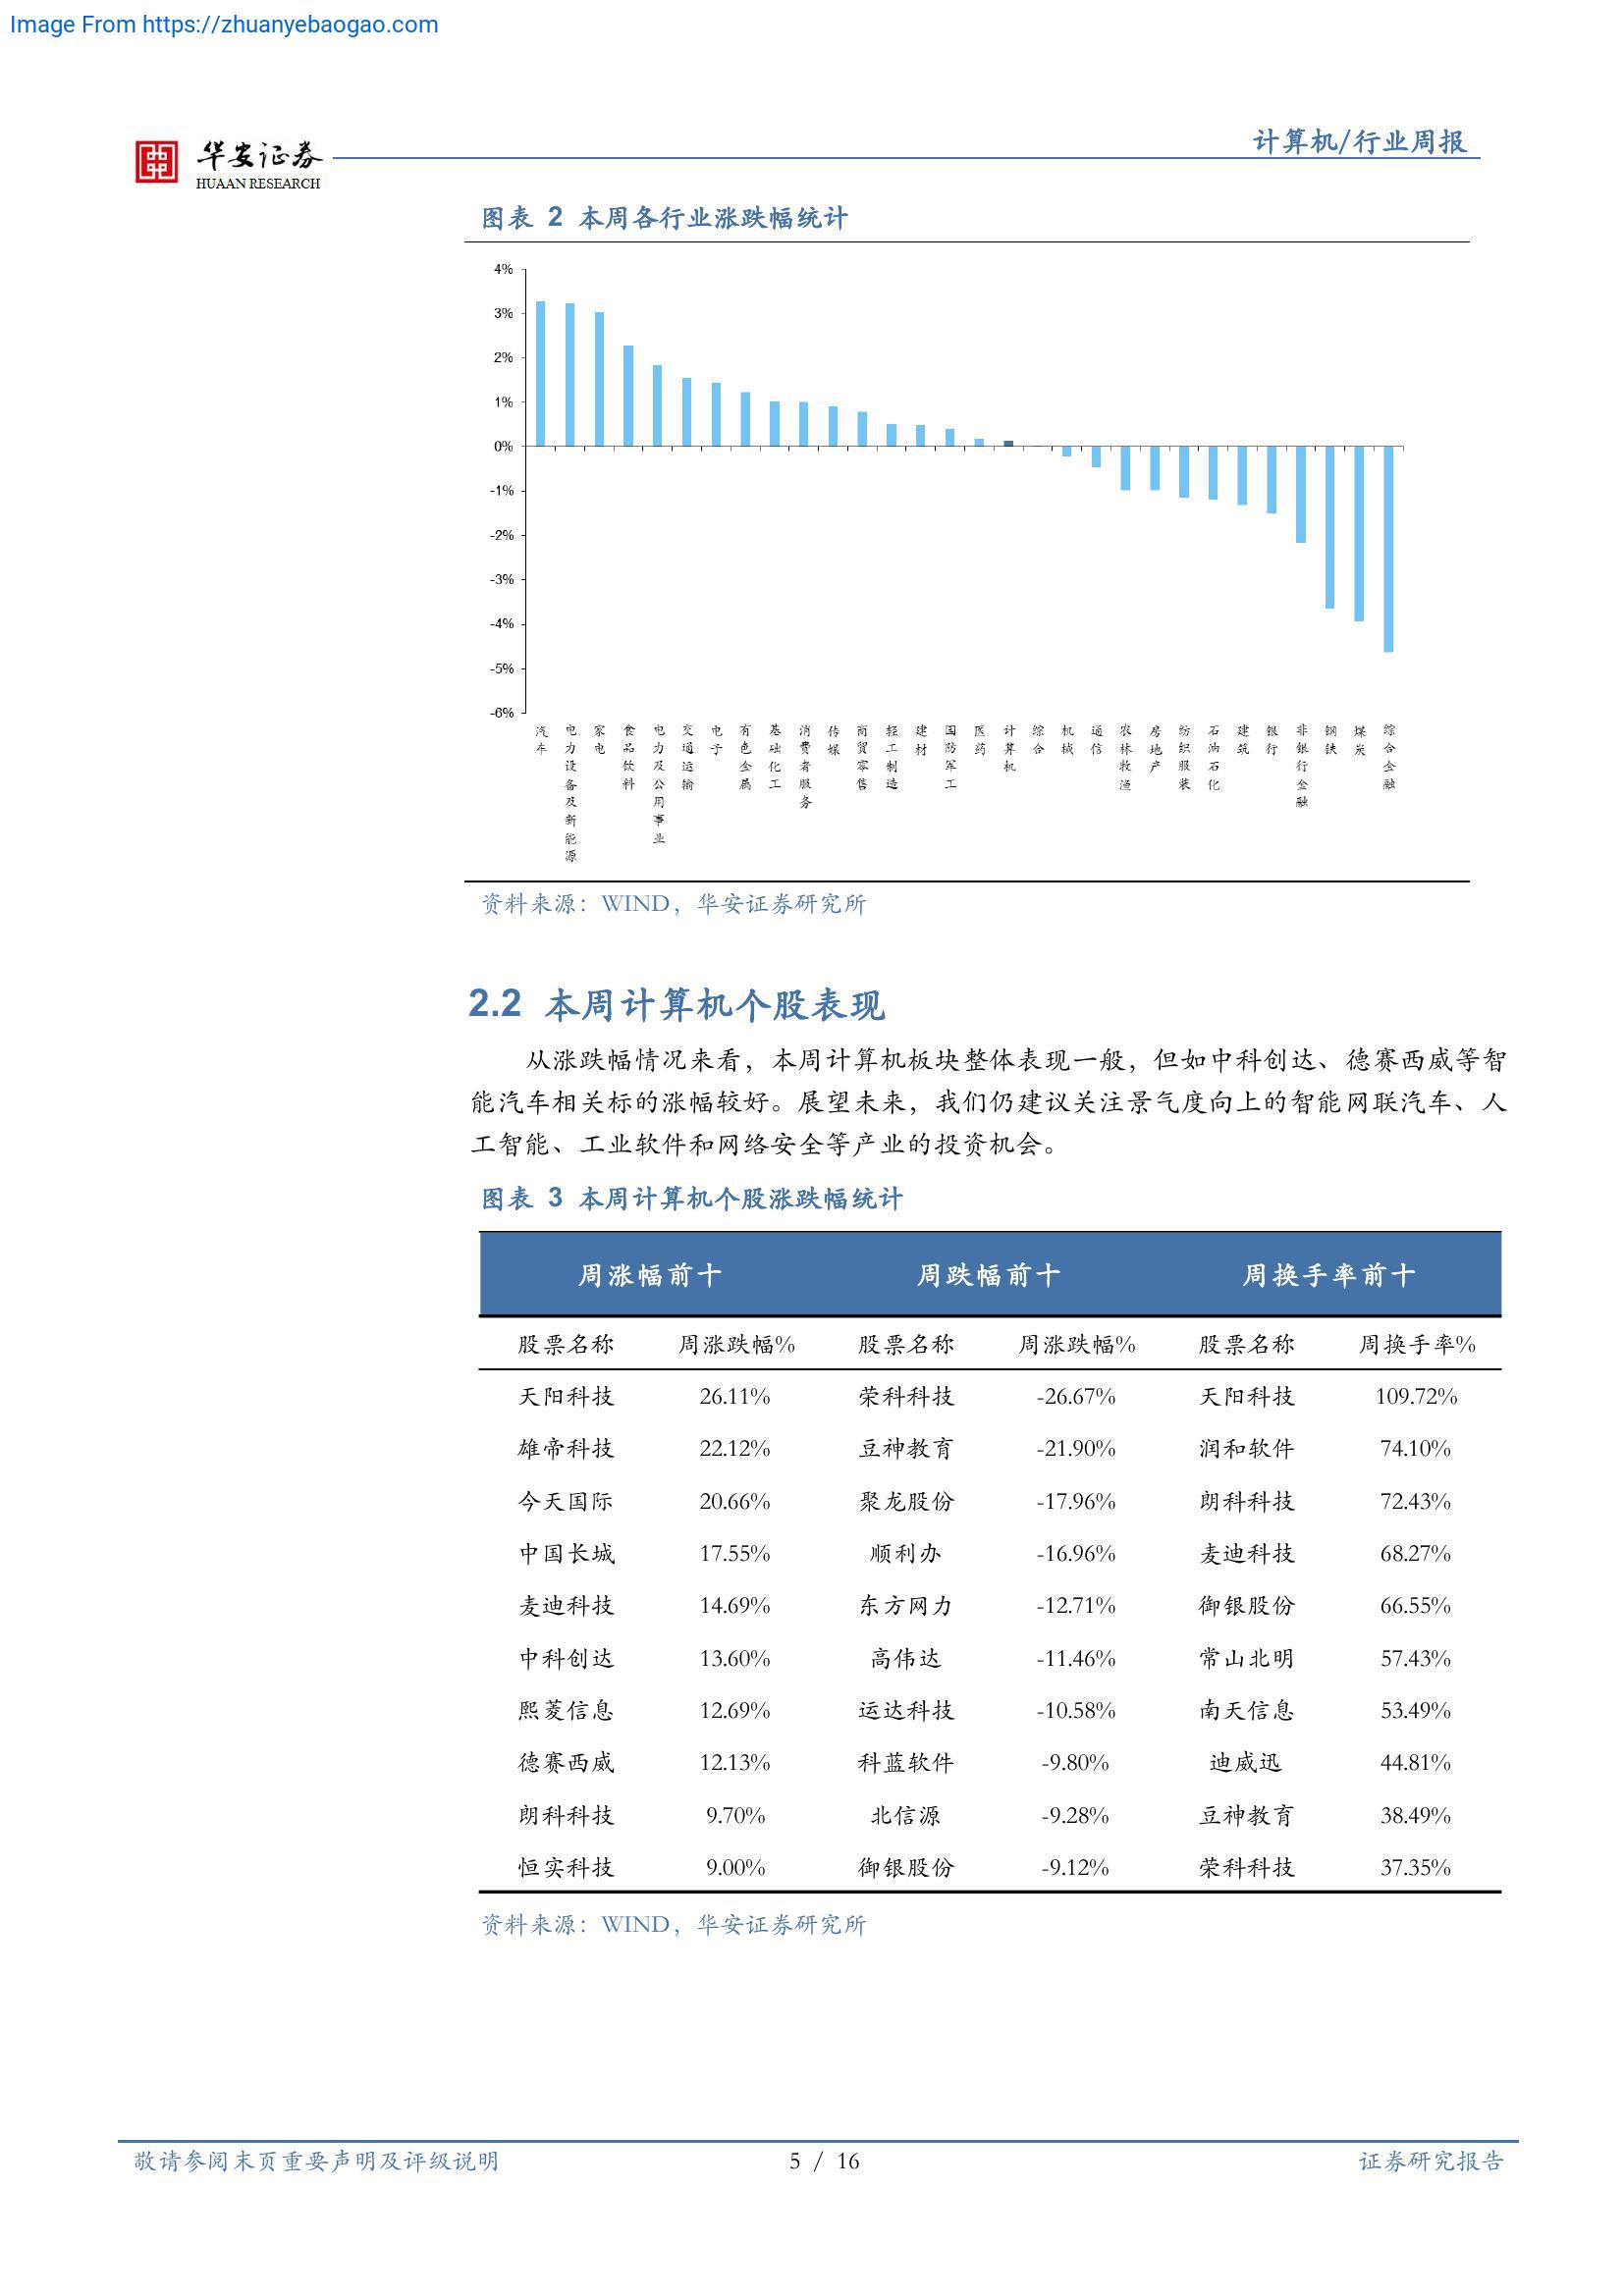 Image From https://zhuanyebaogao.com
华安证券
HUAAN RESEARCH
计算机/行业周报
图表 2 本周各行业涨跌幅统计
4%
3%
2%
1%
0%
-1%
-2%
-3%
-4%
-5%
-6%
汽车 电力设备及新能源 家电 食品饮料 电力及公用事业 交通运输 电子 有色金属 基础化工 消费者服务 传媒 商贸零售 轻工制造 建材 国防军工 医药 计算机 综合 机械 通信 农林牧渔 房地产 纺织服装 石油石化 建筑 银行 非银行金融 钢铁 煤炭 综合金融
资料来源：WIND，华安证券研究所
2.2 本周计算机个股表现
从涨跌幅情况来看，本周计算机板块整体表现一般，但如中科创达、德赛西威等智
能汽车相关标的涨幅较好。展望未来，我们仍建议关注景气度向上的智能网联汽车、人
工智能、工业软件和网络安全等产业的投资机会。
图表 3 本周计算机个股涨跌幅统计
周涨幅前十 周跌幅前十 周换手率前十
股票名称 周涨跌幅% 股票名称 周涨跌幅% 股票名称 周换手率%
天阳科技 26.11% 荣科科技 -26.67% 天阳科技 109.72%
雄帝科技 22.12% 豆神教育 -21.90% 润和软件 74.10%
今天国际 20.66% 聚龙股份 -17.96% 朗科科技 72.43%
中国长城 17.55% 顺利办 -16.96% 麦迪科技 68.27%
麦迪科技 14.69% 东方网力 -12.71% 御银股份 66.55%
中科创达 13.60% 高伟达 -11.46% 常山北明 57.43%
熙菱信息 12.69% 运达科技 -10.58% 南天信息 53.49%
德赛西威 12.13% 科蓝软件 -9.80% 迪威迅 44.81%
朗科科技 9.70% 北信源 -9.28% 豆神教育 38.49%
恒实科技 9.00% 御银股份 -9.12% 荣科科技 37.35%
资料来源：WIND，华安证券研究所
敬请参阅末页重要声明及评级说明 5 / 16 证券研究报告